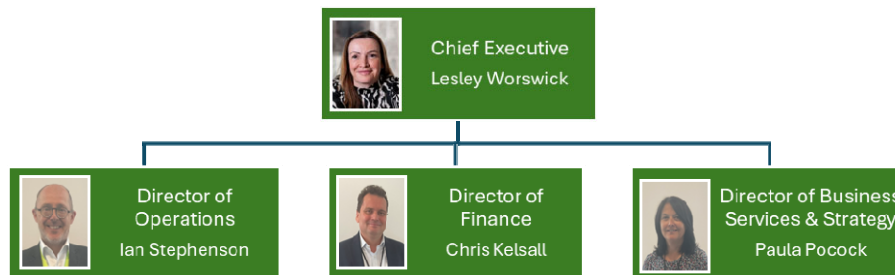 Chief Executive
Lesley Worswick
Director of
Operations
Ian Stephenson
Director of
Finance
Chris Kelsall
Director of Business
Services & Strategy
Paula Pocock